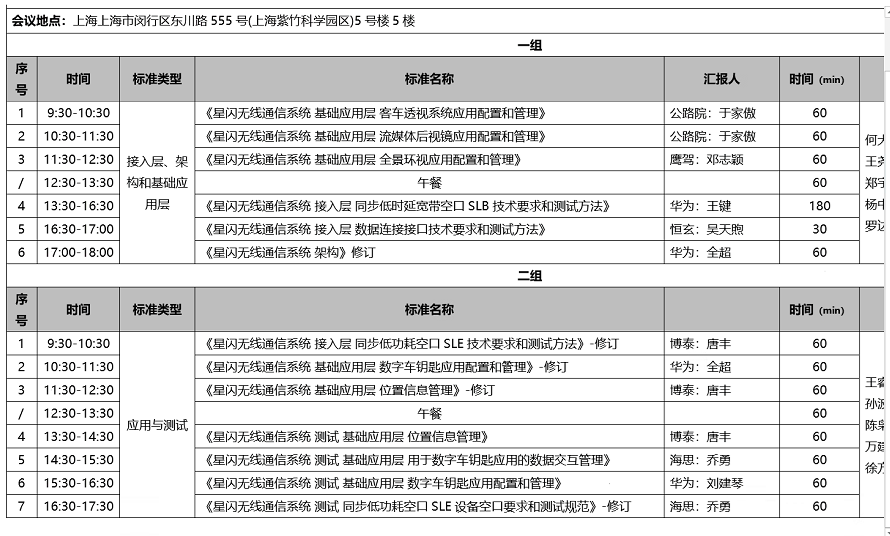 会议地点：上海上海市闵行区东川路 555 号(上海紫竹科学园区)5 号楼 5 楼
一组
序号 时间 标准类型 标准名称 汇报人 时间 (min)
1 9:30-10:30 《星闪无线通信系统 基础应用层 客车透视系统应用配置和管理》 公路院：于家傲 60
2 10:30-11:30 《星闪无线通信系统 基础应用层 流媒体后视镜应用配置和管理》 公路院：于家傲 60
3 11:30-12:30 接入层、架构和基础应用层 《星闪无线通信系统 基础应用层 全景环视应用配置和管理》 鹰驾：邓志颖 60
/ 12:30-13:30 午餐 60
4 13:30-16:30 《星闪无线通信系统 接入层 同步低时延宽带空口 SLB 技术要求和测试方法》 华为：王键 180
5 16:30-17:00 《星闪无线通信系统 接入层 数据连接接口技术要求和测试方法》 恒玄：吴天煦 30
6 17:00-18:00 《星闪无线通信系统 架构》修订 华为：全超 60
二组
序号 时间 标准类型 标准名称 时间 (min)
1 9:30-10:30 《星闪无线通信系统 接入层 同步低功耗空口 SLE 技术要求和测试方法》-修订 博泰：唐丰 60
2 10:30-11:30 《星闪无线通信系统 基础应用层 数字车钥匙应用配置和管理》-修订 华为：全超 60
3 11:30-12:30 《星闪无线通信系统 基础应用层 位置信息管理》-修订 博泰：唐丰 60
/ 12:30-13:30 应用与测试 午餐 60
4 13:30-14:30 《星闪无线通信系统 测试 基础应用层 位置信息管理》 博泰：唐丰 60
5 14:30-15:30 《星闪无线通信系统 测试 基础应用层 用于数字车钥匙应用的数据交互管理》 海思：乔勇 60
6 15:30-16:30 《星闪无线通信系统 测试 基础应用层 数字车钥匙应用配置和管理》 华为：刘建琴 60
7 16:30-17:30 《星闪无线通信系统 测试 同步低功耗空口 SLE 设备空口要求和测试规范》-修订 海思：乔勇 60